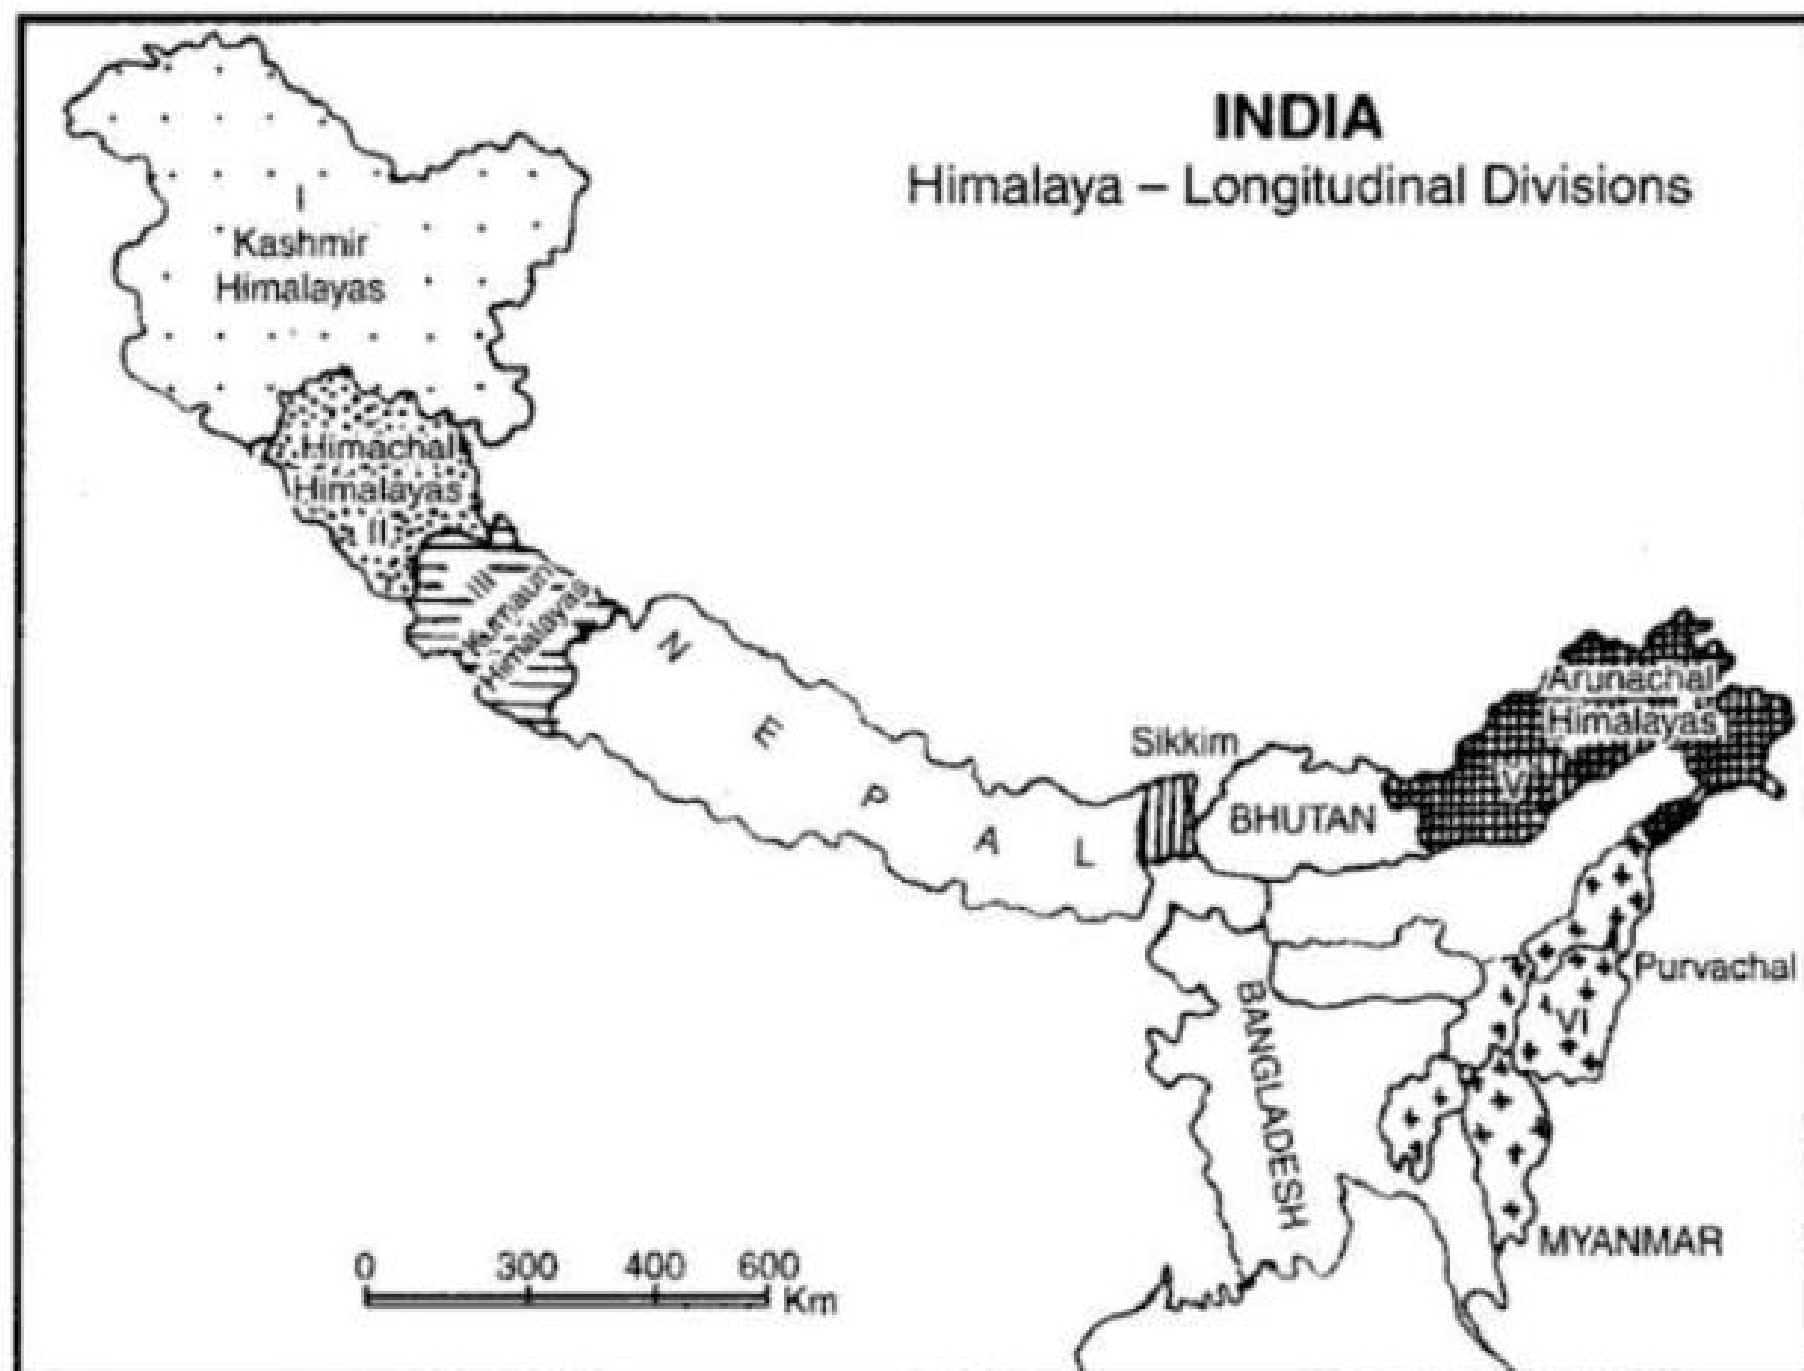 INDIA
Himalaya – Longitudinal Divisions
I
Kashmir
Himalayas
Himachal
Himalayas
II
III
Kumaun
Himalayas
NEPAL
Sikkim
BHUTAN
Arunachal
Himalayas
V
Purvachal
VI
BANGLADESH
MYANMAR
0 300 400 600
Km